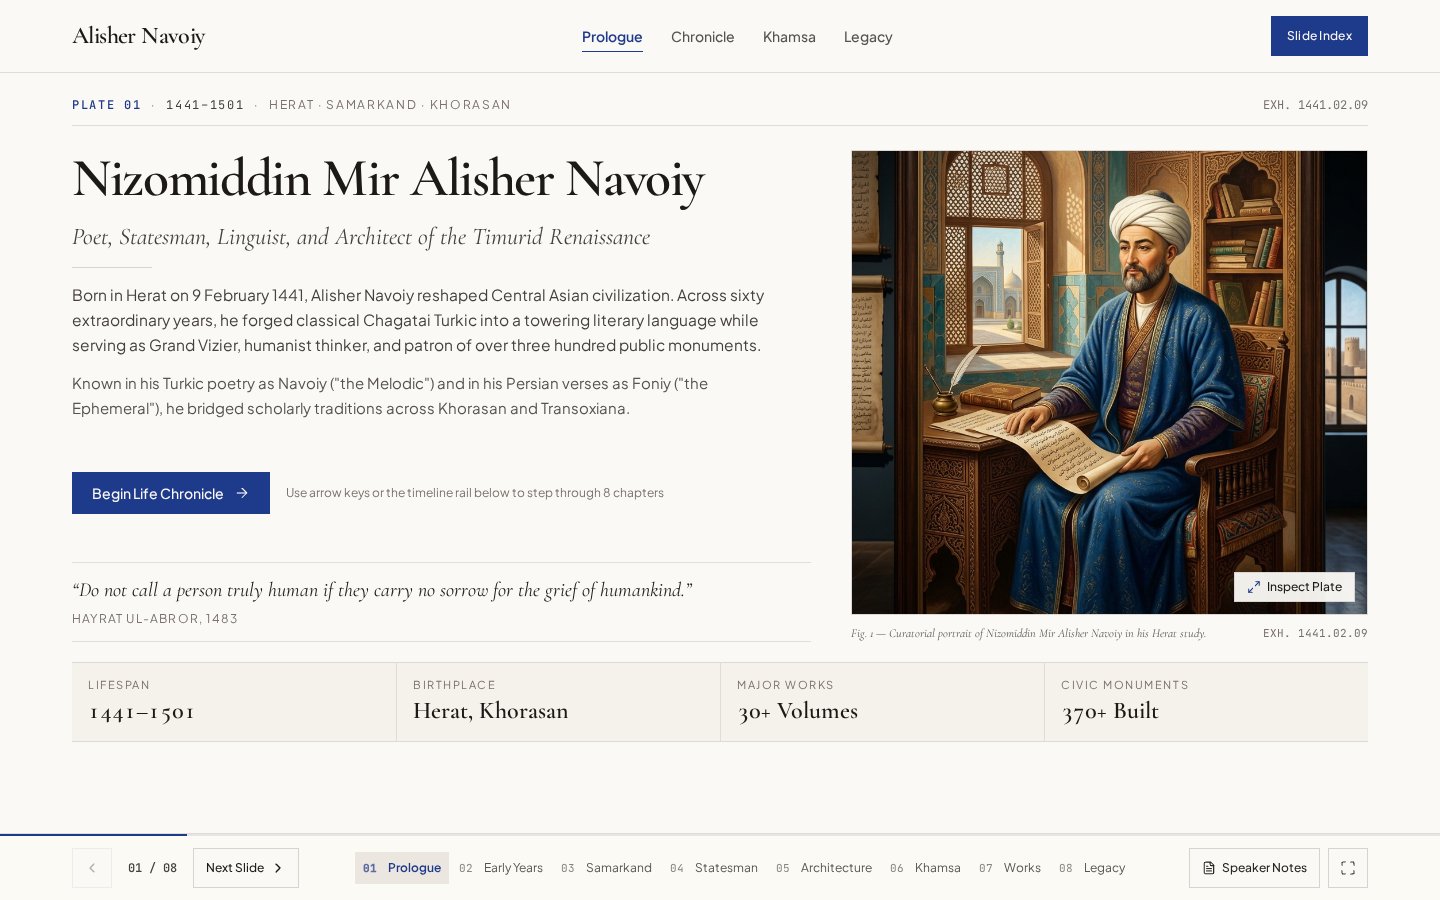 Alisher Navoiy
Prologue
Chronicle
Khamsa
Legacy
Slide Index
PLATE 01 · 1441–1501 · HERAT · SAMARKAND · KHORASAN
EXH. 1441.02.09
Nizomiddin Mir Alisher Navoiy
Poet, Statesman, Linguist, and Architect of the Timurid Renaissance
Born in Herat on 9 February 1441, Alisher Navoiy reshaped Central Asian civilization. Across sixty
extraordinary years, he forged classical Chagatai Turkic into a towering literary language while
serving as Grand Vizier, humanist thinker, and patron of over three hundred public monuments.
Known in his Turkic poetry as Navoiy ("the Melodic") and in his Persian verses as Foniy ("the
Ephemeral"), he bridged scholarly traditions across Khorasan and Transoxiana.
Begin Life Chronicle
Use arrow keys or the timeline rail below to step through 8 chapters
“Do not call a person truly human if they carry no sorrow for the grief of humankind.”
HAYRAT UL-ABROR, 1483
Inspect Plate
Fig. 1 — Curatorial portrait of Nizomiddin Mir Alisher Navoiy in his Herat study.
EXH. 1441.02.09
LIFESPAN
1441–1501
BIRTHPLACE
Herat, Khorasan
MAJOR WORKS
30+ Volumes
CIVIC MONUMENTS
370+ Built
01 / 08
Next Slide
01 Prologue
02 Early Years
03 Samarkand
04 Statesman
05 Architecture
06 Khamsa
07 Works
08 Legacy
Speaker Notes